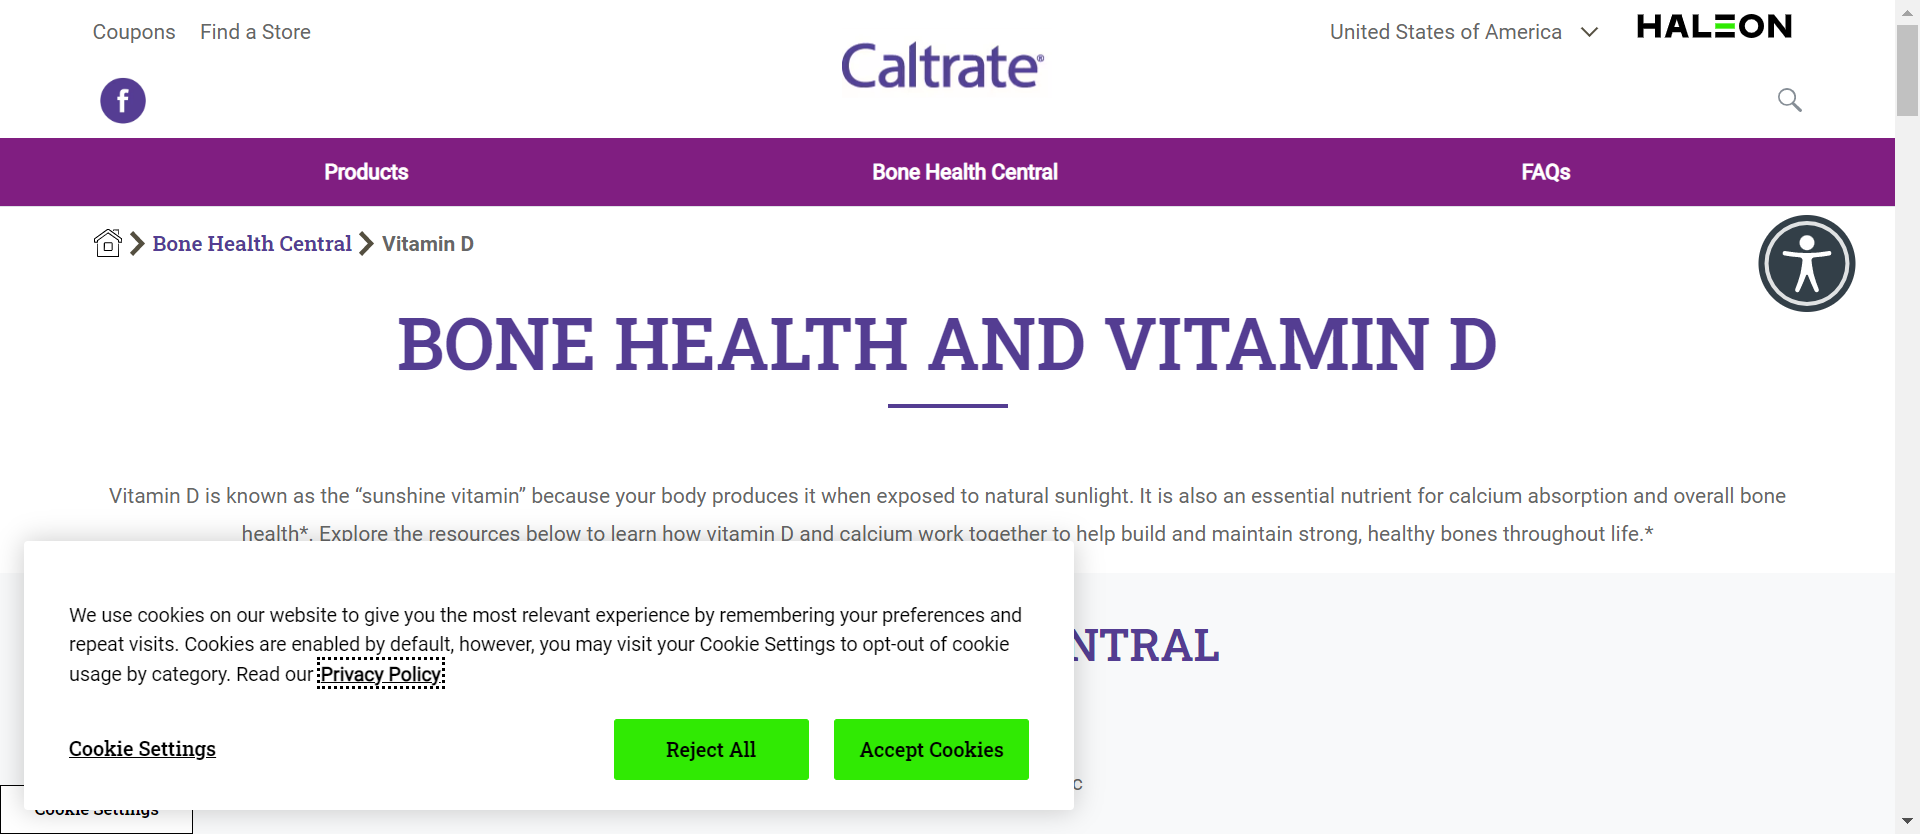 Coupons Find a Store
United States of America
HALEON
Caltrate®
f
Products Bone Health Central FAQs
Bone Health Central Vitamin D
BONE HEALTH AND VITAMIN D
Vitamin D is known as the “sunshine vitamin” because your body produces it when exposed to natural sunlight. It is also an essential nutrient for calcium absorption and overall bone
health*. Explore the resources below to learn how vitamin D and calcium work together to help build and maintain strong, healthy bones throughout life.*
NTRAL
We use cookies on our website to give you the most relevant experience by remembering your preferences and
repeat visits. Cookies are enabled by default, however, you may visit your Cookie Settings to opt-out of cookie
usage by category. Read our Privacy Policy
Cookie Settings Reject All Accept Cookies
c
Cookie Settings